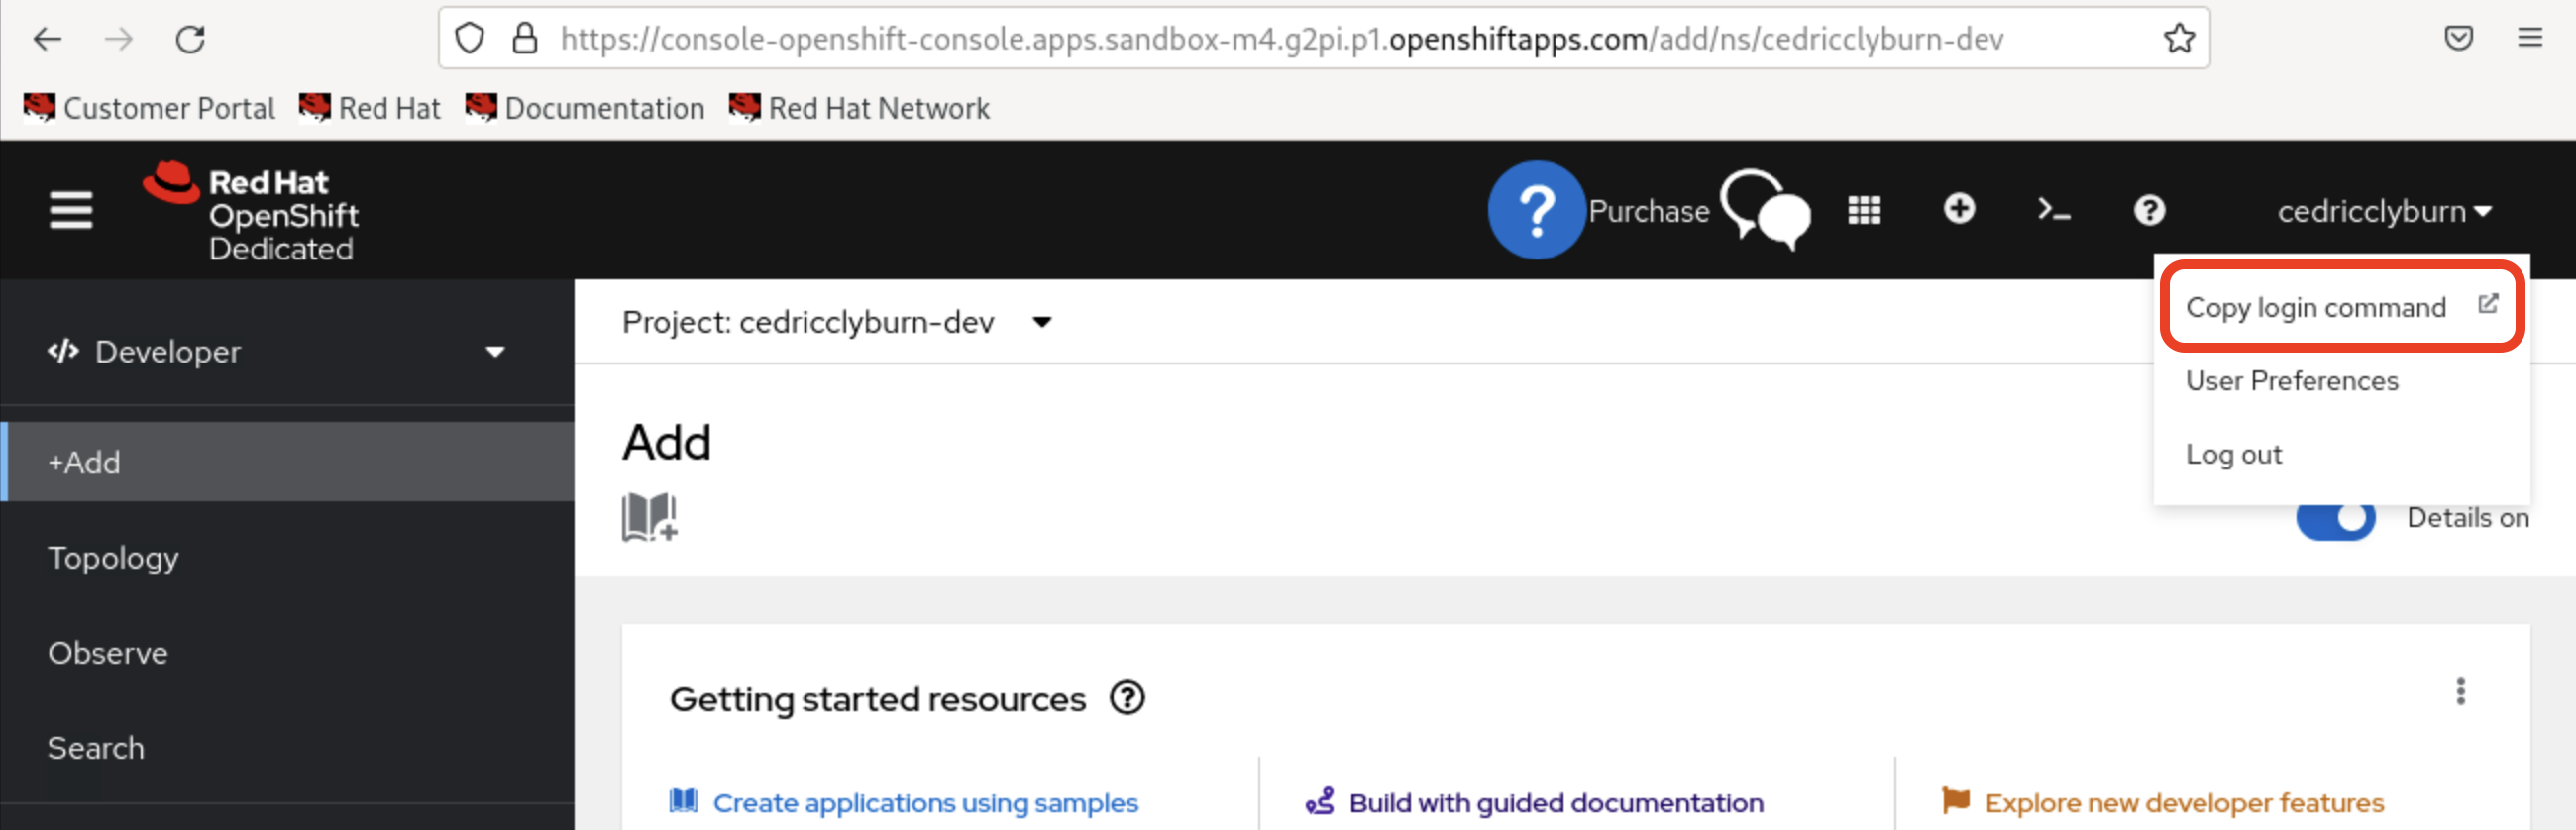 https://console-openshift-console.apps.sandbox-m4.g2pi.p1.openshiftapps.com/add/ns/cedricclyburn-dev
Customer Portal Red Hat Documentation Red Hat Network
Red Hat
OpenShift
Dedicated
? Purchase
cedricclyburn
Copy login command
User Preferences
Log out
Developer
Project: cedricclyburn-dev
+Add
Topology
Observe
Search
Add
Details on
Getting started resources
Create applications using samples
Build with guided documentation
Explore new developer features